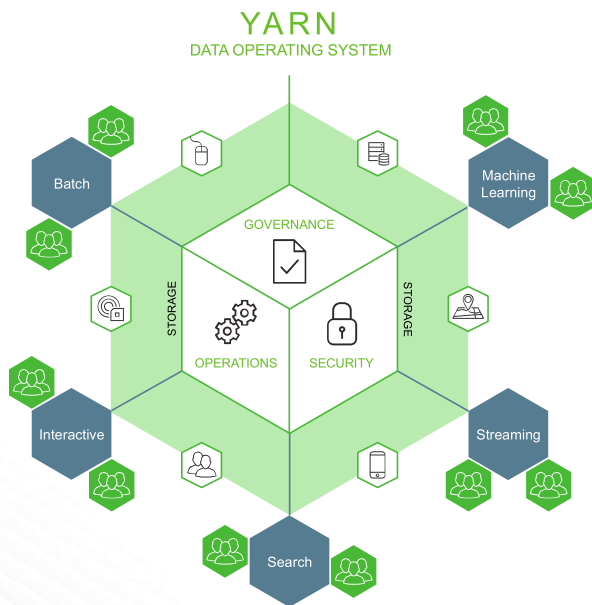 YARN
DATA OPERATING SYSTEM
Batch
Machine
Learning
GOVERNANCE
STORAGE
STORAGE
OPERATIONS
SECURITY
Interactive
Streaming
Search